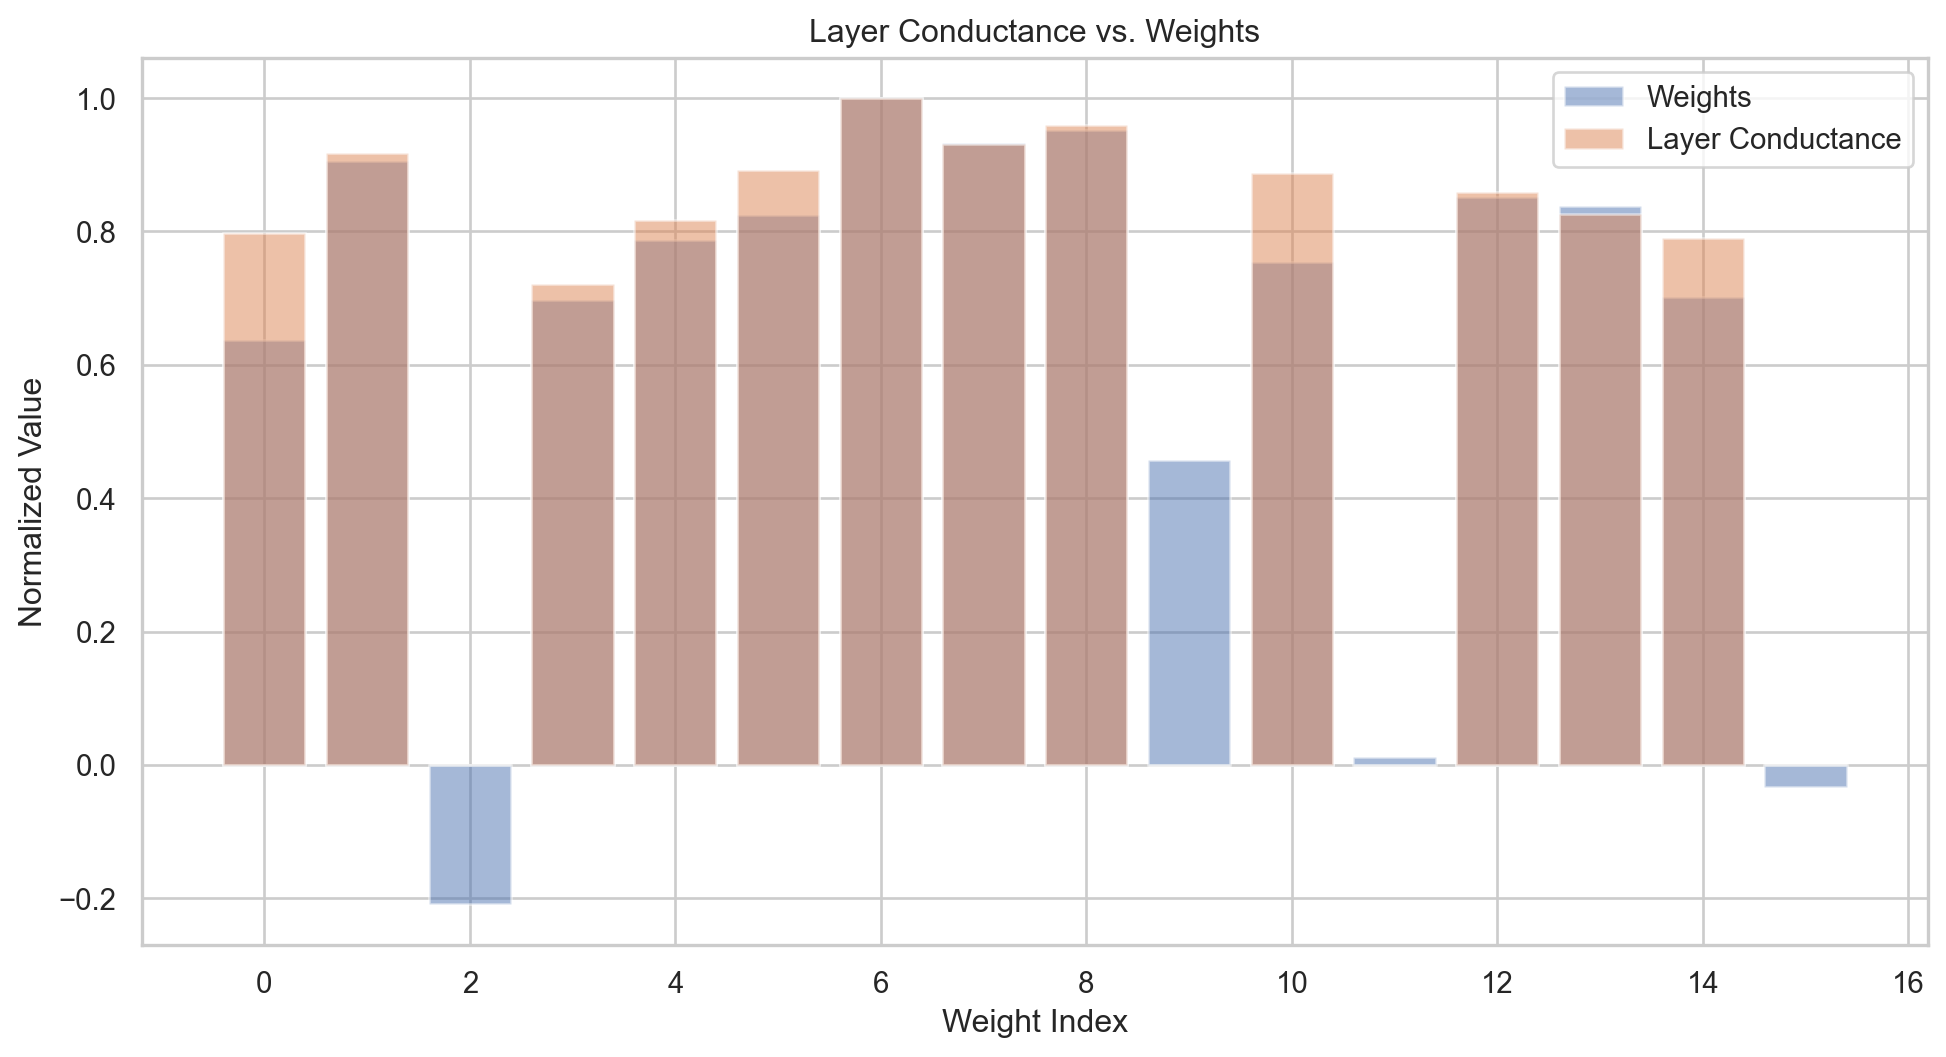 Layer Conductance vs. Weights
Weights
Layer Conductance
Normalized Value
1.0
0.8
0.6
0.4
0.2
0.0
−0.2
0 2 4 6 8 10 12 14 16
Weight Index